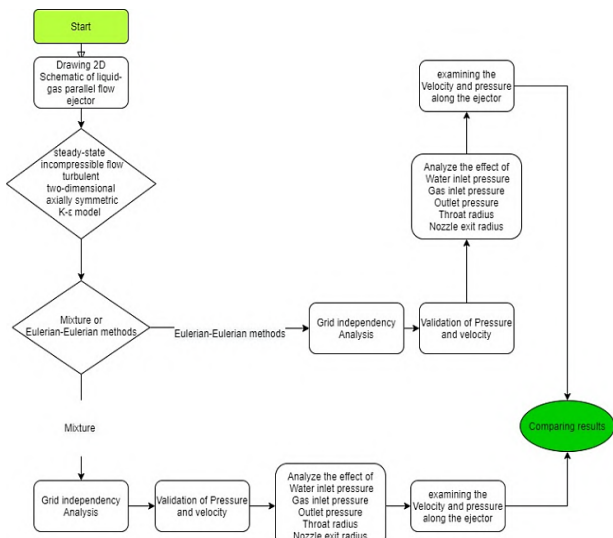 Start
Drawing 2D
Schematic of liquid-
gas parallel flow
ejector
steady-state
incompressible flow
turbulent
two-dimensional
axially symmetric
K-ε model
Mixture or
Eulerian-Eulerian methods
Eulerian-Eulerian methods
Grid independency
Analysis
Validation of Pressure
and velocity
Analyze the effect of
Water inlet pressure
Gas inlet pressure
Outlet pressure
Throat radius
Nozzle exit radius
examining the
Velocity and pressure
along the ejector
Mixture
Grid independency
Analysis
Validation of Pressure
and velocity
Analyze the effect of
Water inlet pressure
Gas inlet pressure
Outlet pressure
Throat radius
Nozzle exit radius
examining the
Velocity and pressure
along the ejector
Comparing results